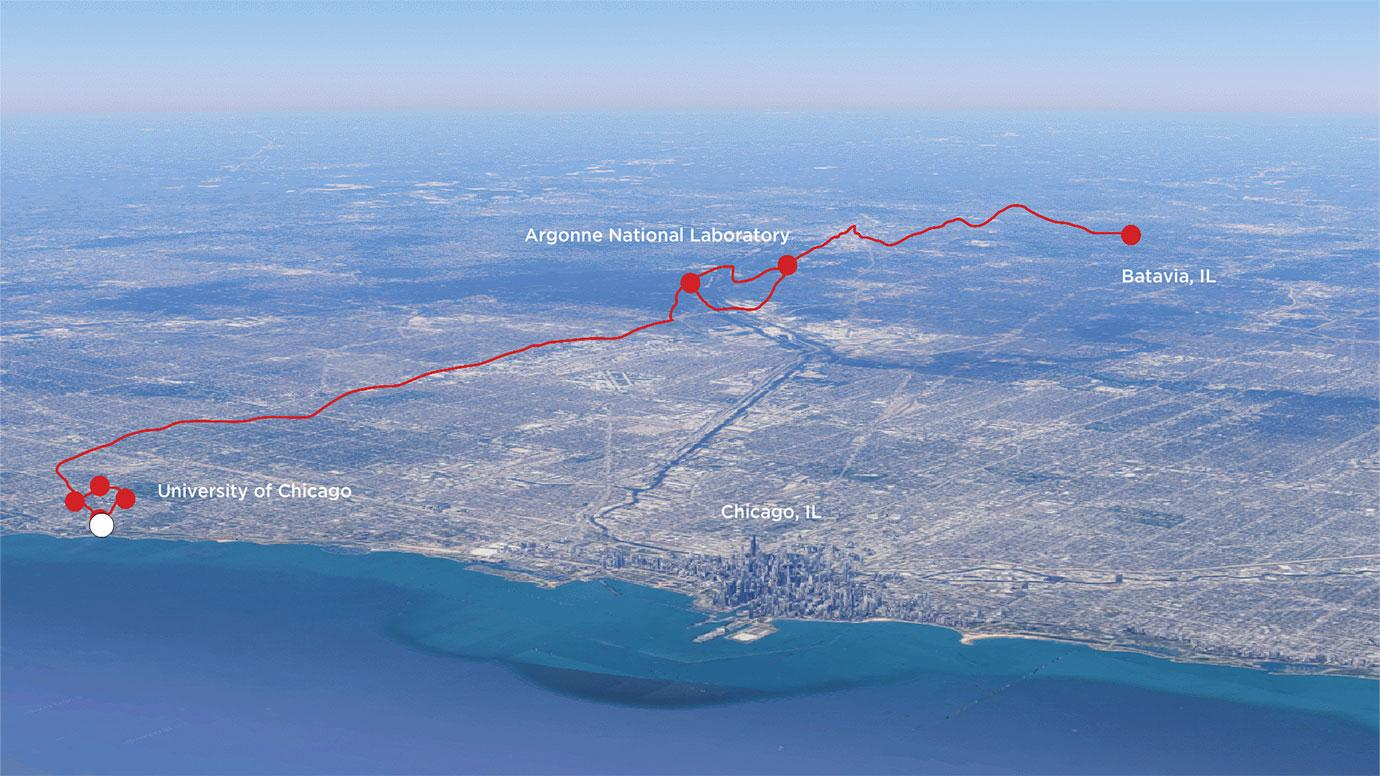 Argonne National Laboratory
Batavia, IL
University of Chicago
Chicago, IL